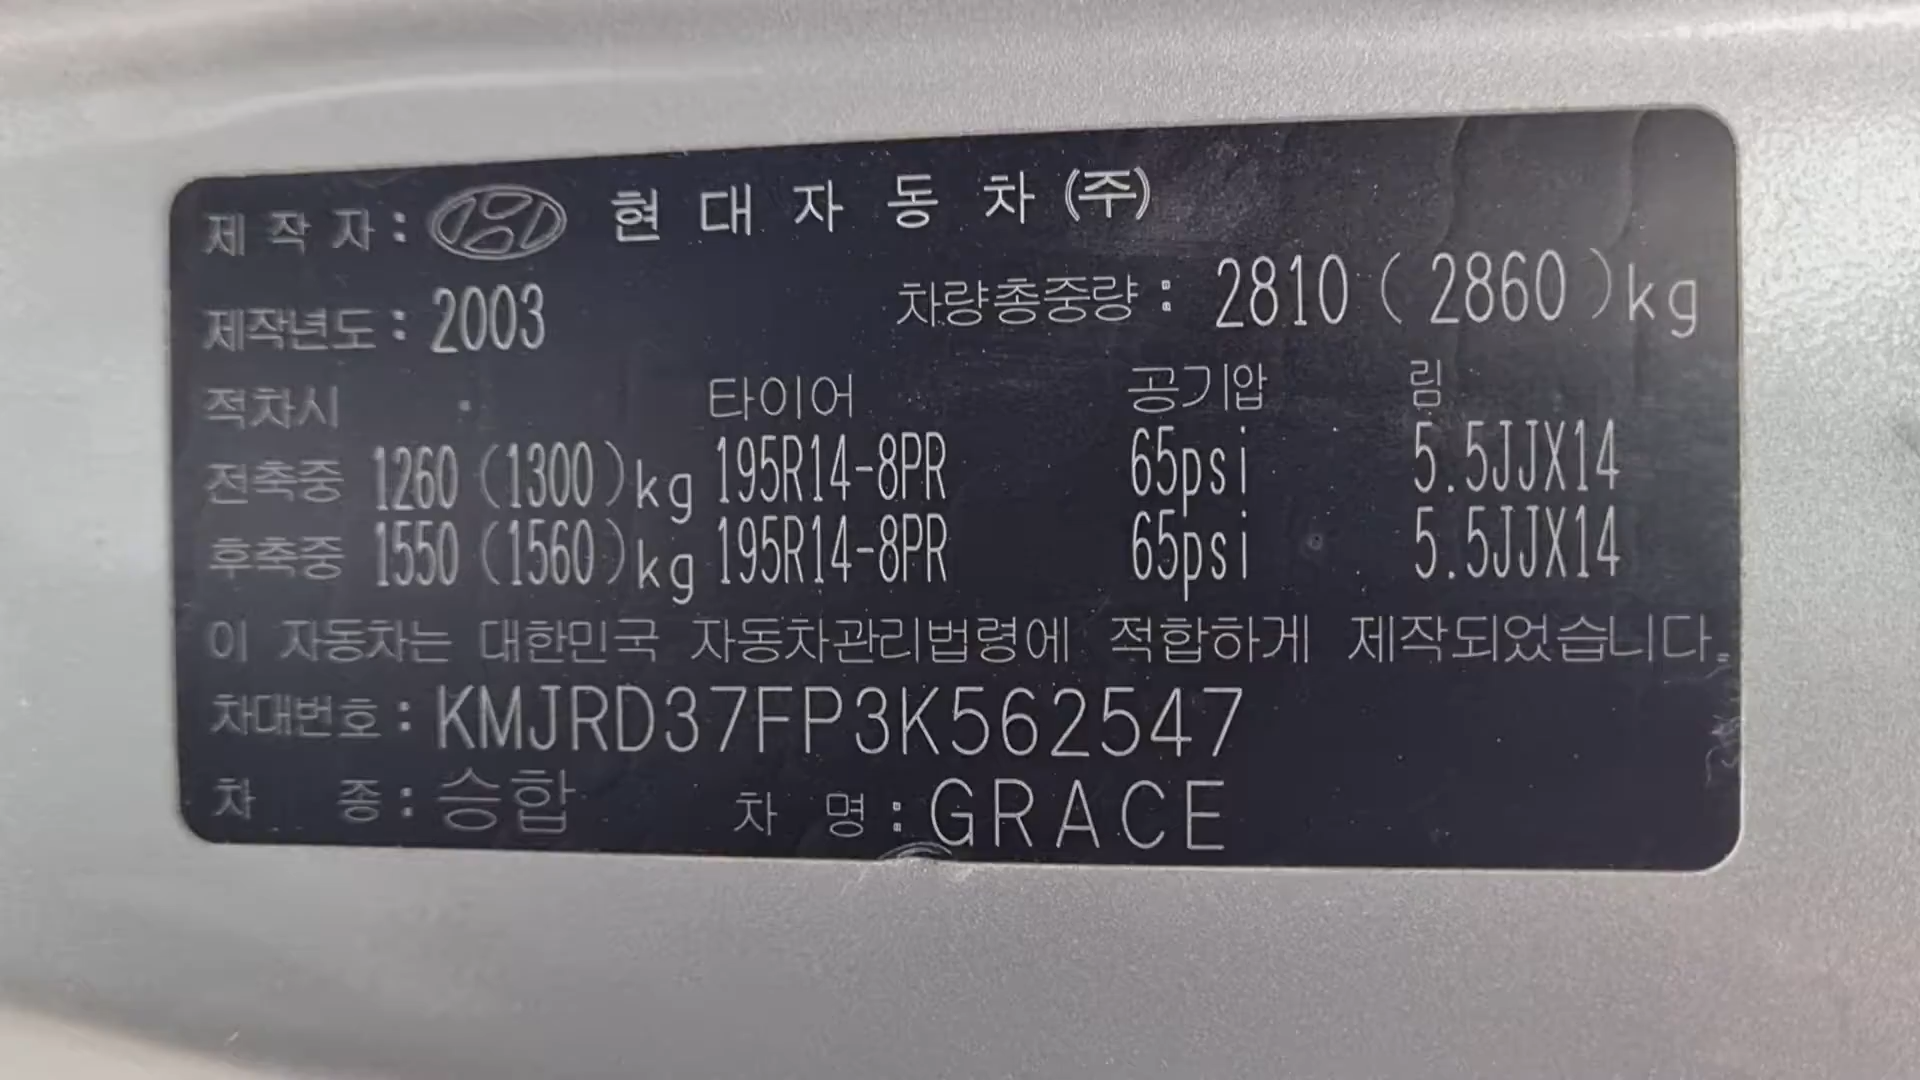 제작자: 현대자동차(주)
제작년도: 2003 차량총중량: 2810(2860)kg
적차시 타이어 공기압 림
전축중 1260(1300)kg 195R14-8PR 65psi 5.5JJX14
후축중 1550(1560)kg 195R14-8PR 65psi 5.5JJX14
이 자동차는 대한민국 자동차관리법령에 적합하게 제작되었습니다.
차대번호: KMJRD37FP3K562547
차 종: 승합 차 명: GRACE